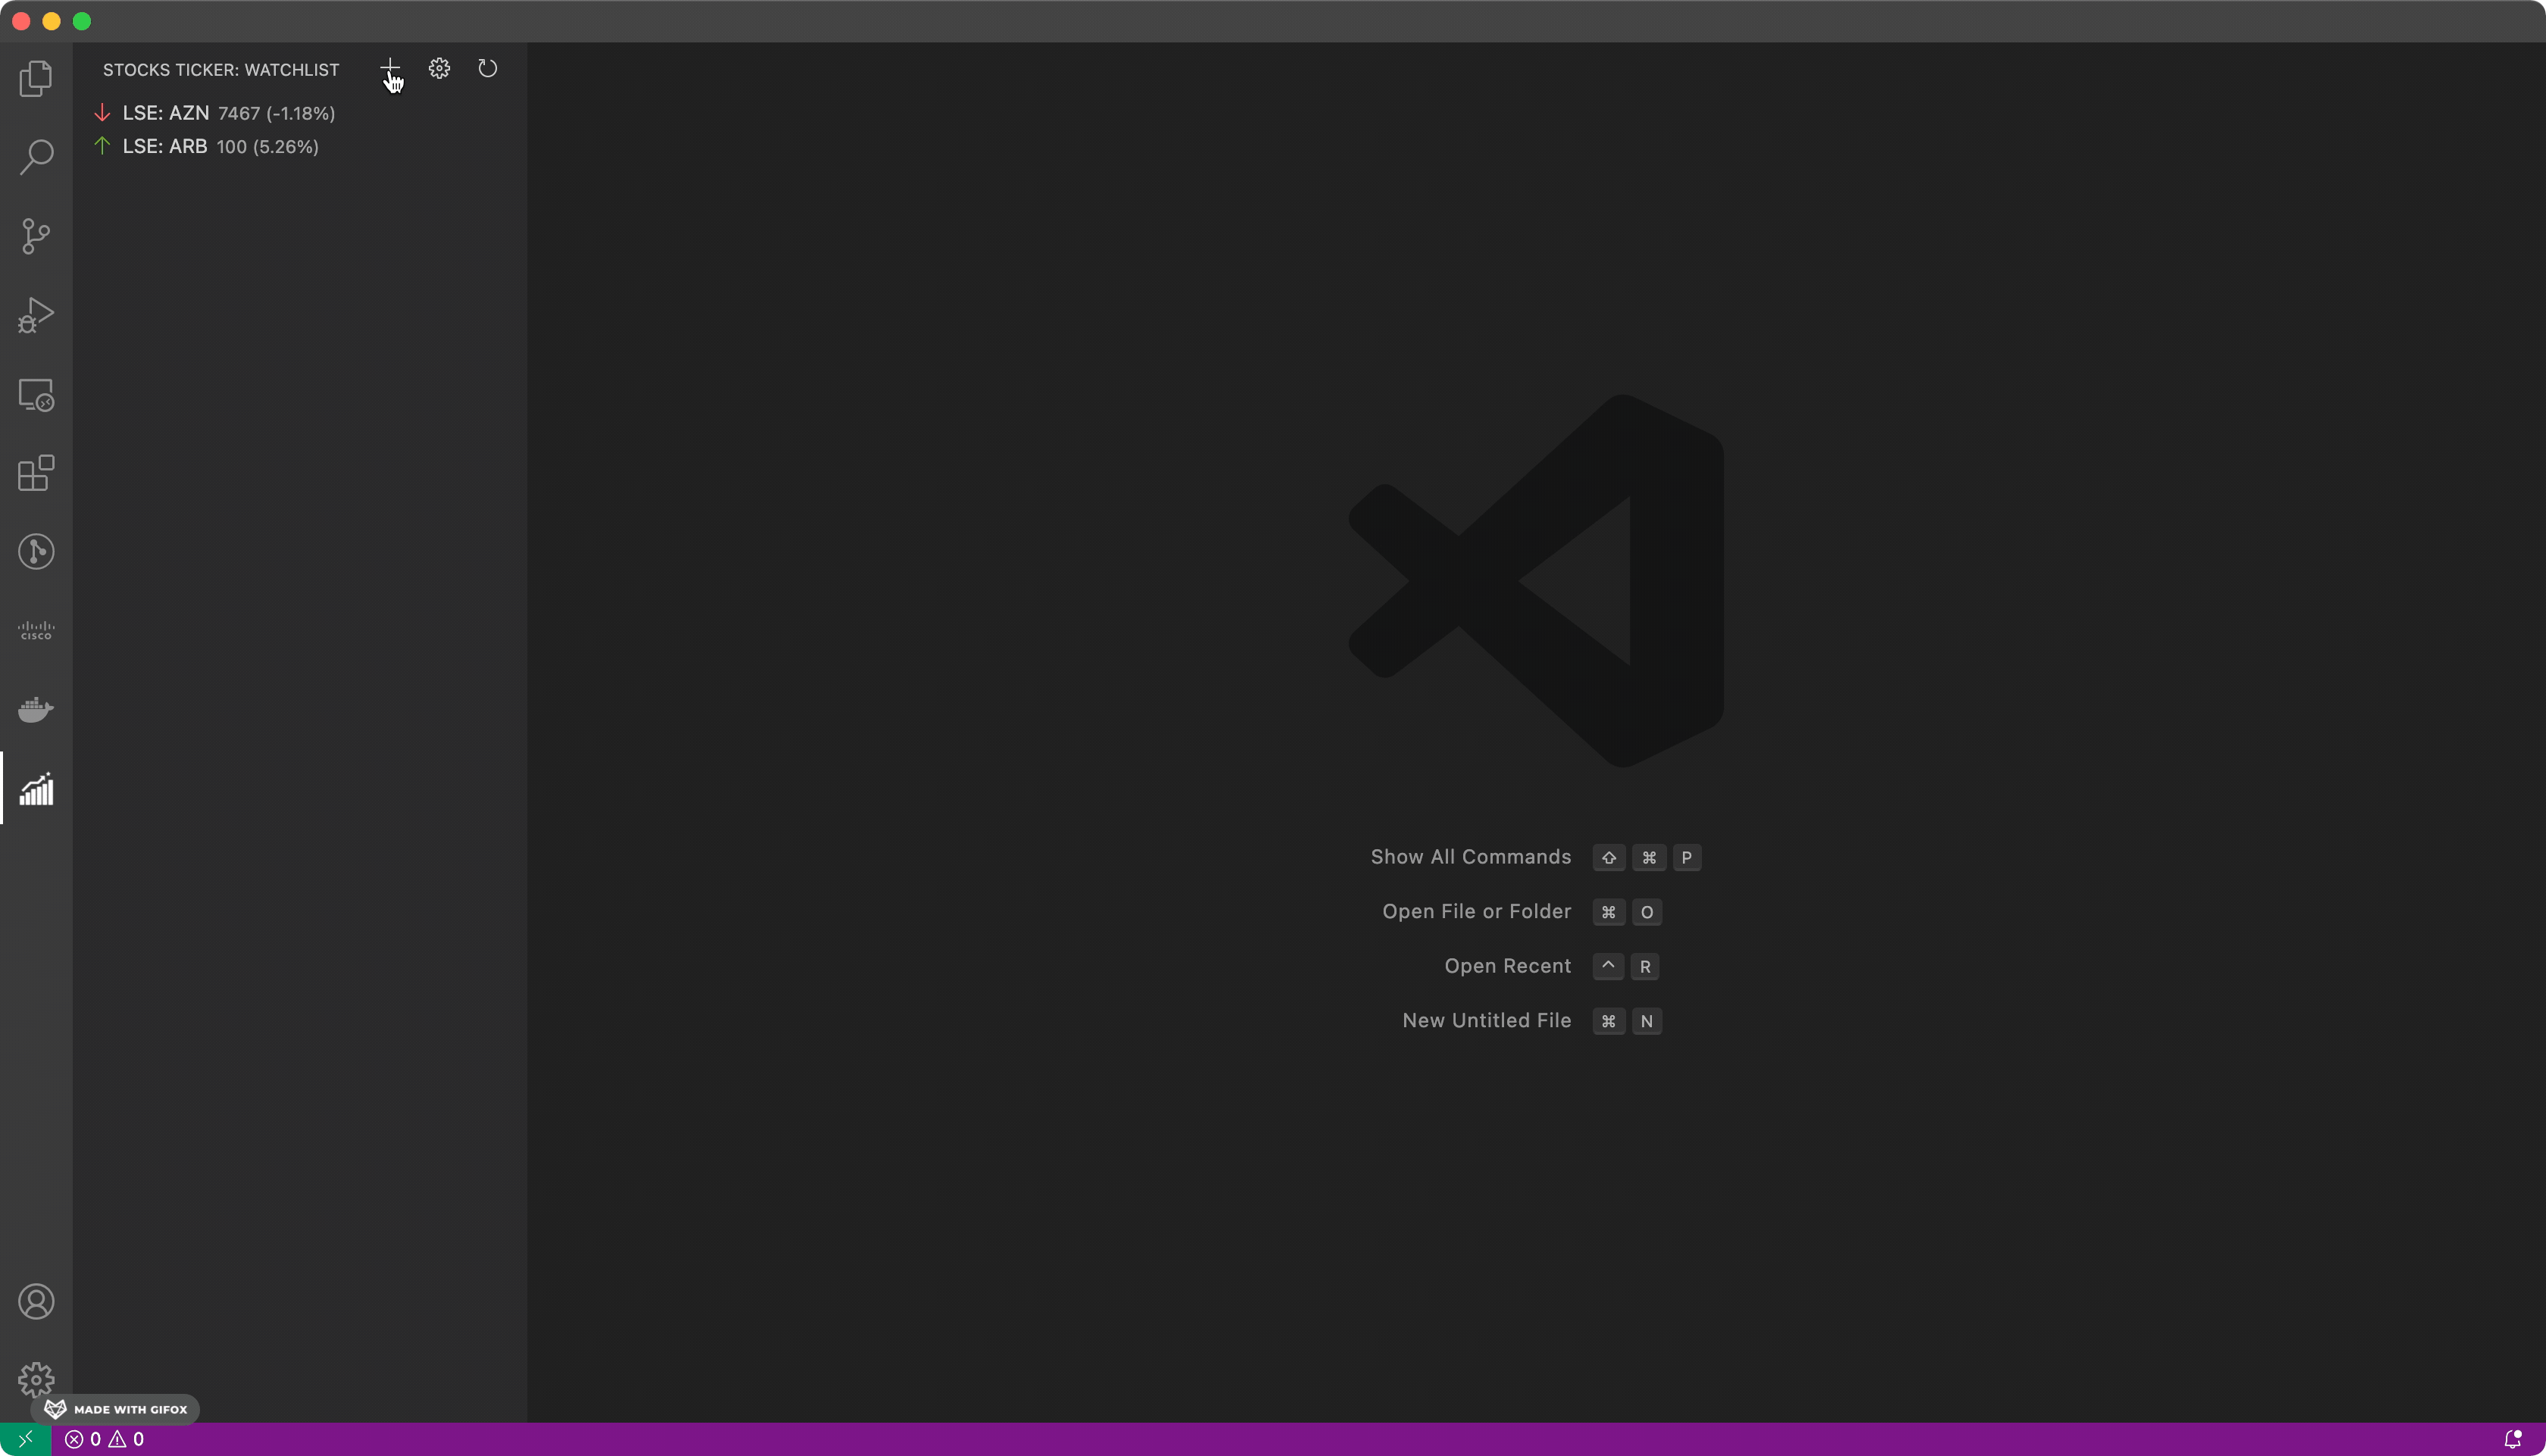 STOCKS TICKER: WATCHLIST
LSE: AZN 7467 (-1.18%)
LSE: ARB 100 (5.26%)
CISCO
Show All Commands ⇧ ⌘ P
Open File or Folder ⌘ O
Open Recent ^ R
New Untitled File ⌘ N
MADE WITH GIFOX
0 0